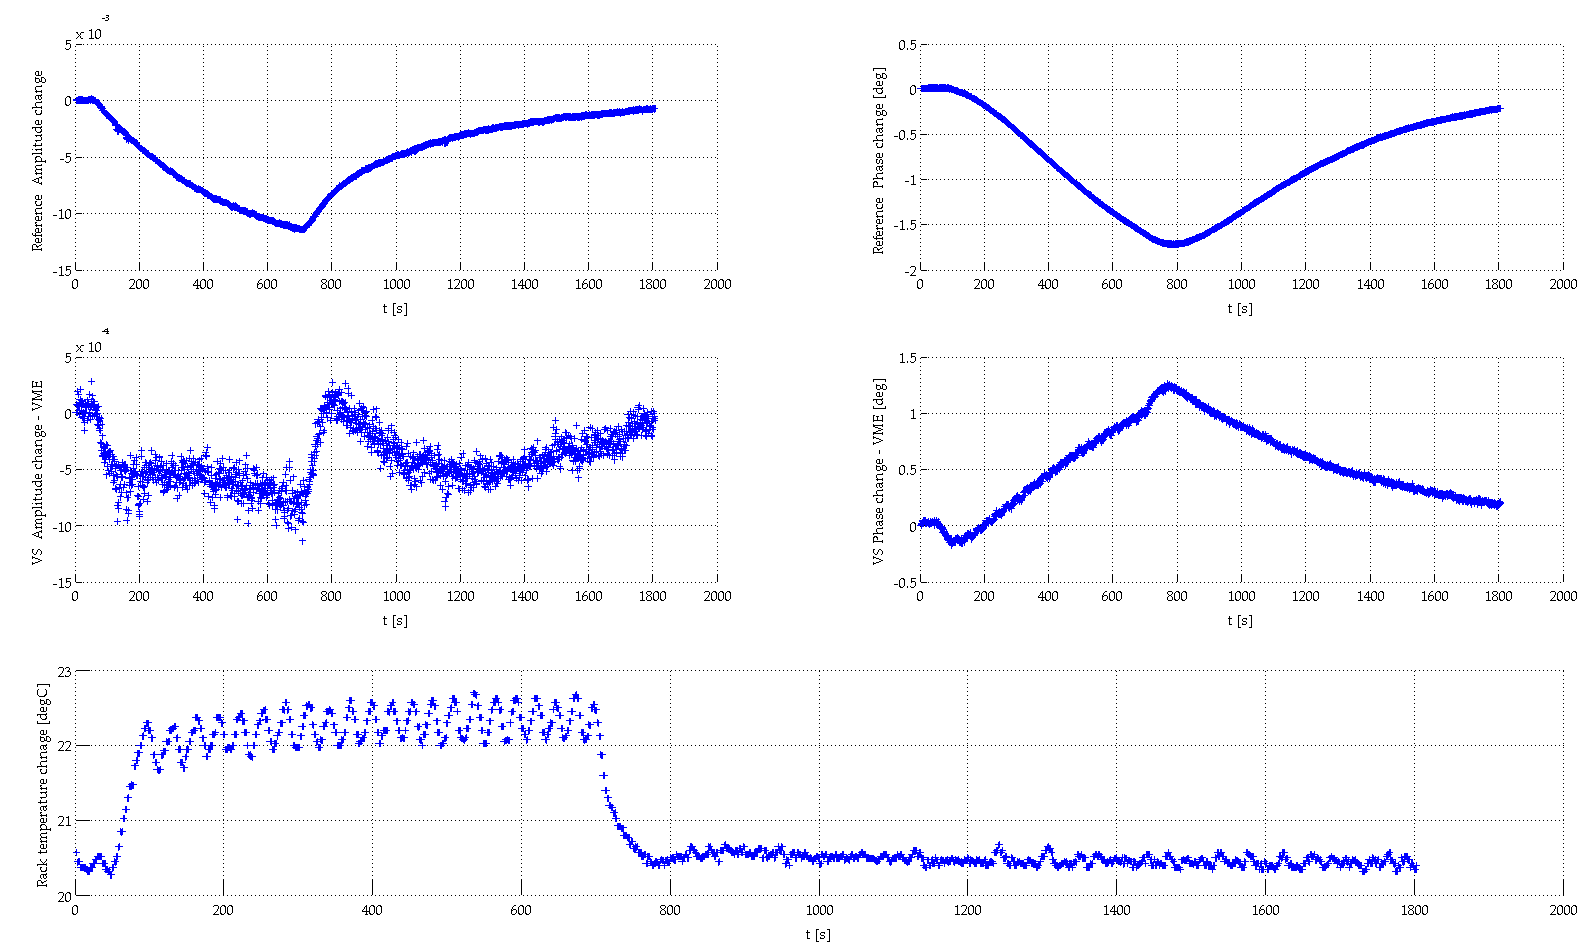 x 10-3
5
0
-5
-10
-15
Reference Amplitude change
0 200 400 600 800 1000 1200 1400 1600 1800 2000
t [s]
0.5
0
-0.5
-1
-1.5
-2
Reference Phase change [deg]
0 200 400 600 800 1000 1200 1400 1600 1800 2000
t [s]
x 10-4
5
0
-5
-10
-15
VS Amplitude change - VME
0 200 400 600 800 1000 1200 1400 1600 1800 2000
t [s]
1.5
1
0.5
0
-0.5
VS Phase change - VME [deg]
0 200 400 600 800 1000 1200 1400 1600 1800 2000
t [s]
23
22
21
20
Rack temperature chnage [degC]
0 200 400 600 800 1000 1200 1400 1600 1800 2000
t [s]